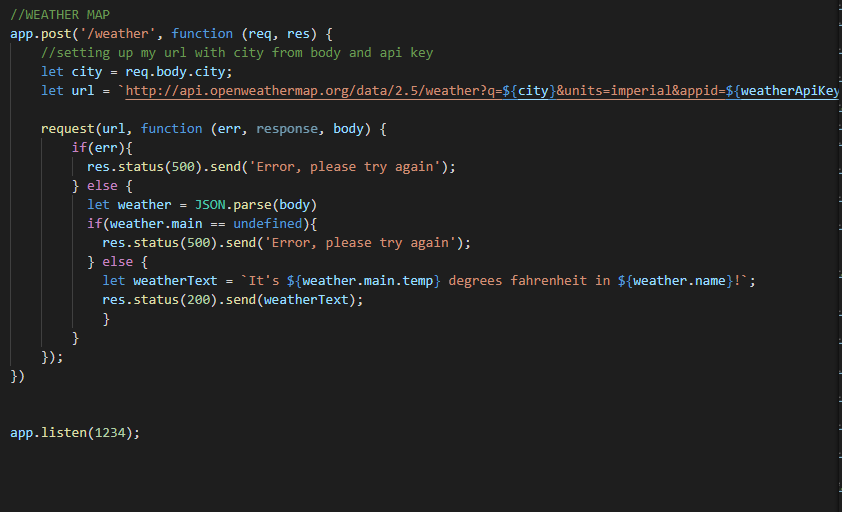 //WEATHER MAP
app.post('/weather', function (req, res) {
//setting up my url with city from body and api key
let city = req.body.city;
let url = `http://api.openweathermap.org/data/2.5/weather?q=${city}&units=imperial&appid=${weatherApiKey
request(url, function (err, response, body) {
if(err){
res.status(500).send('Error, please try again');
} else {
let weather = JSON.parse(body)
if(weather.main == undefined){
res.status(500).send('Error, please try again');
} else {
let weatherText = `It's ${weather.main.temp} degrees fahrenheit in ${weather.name}!`;
res.status(200).send(weatherText);
}
}
});
})
app.listen(1234);